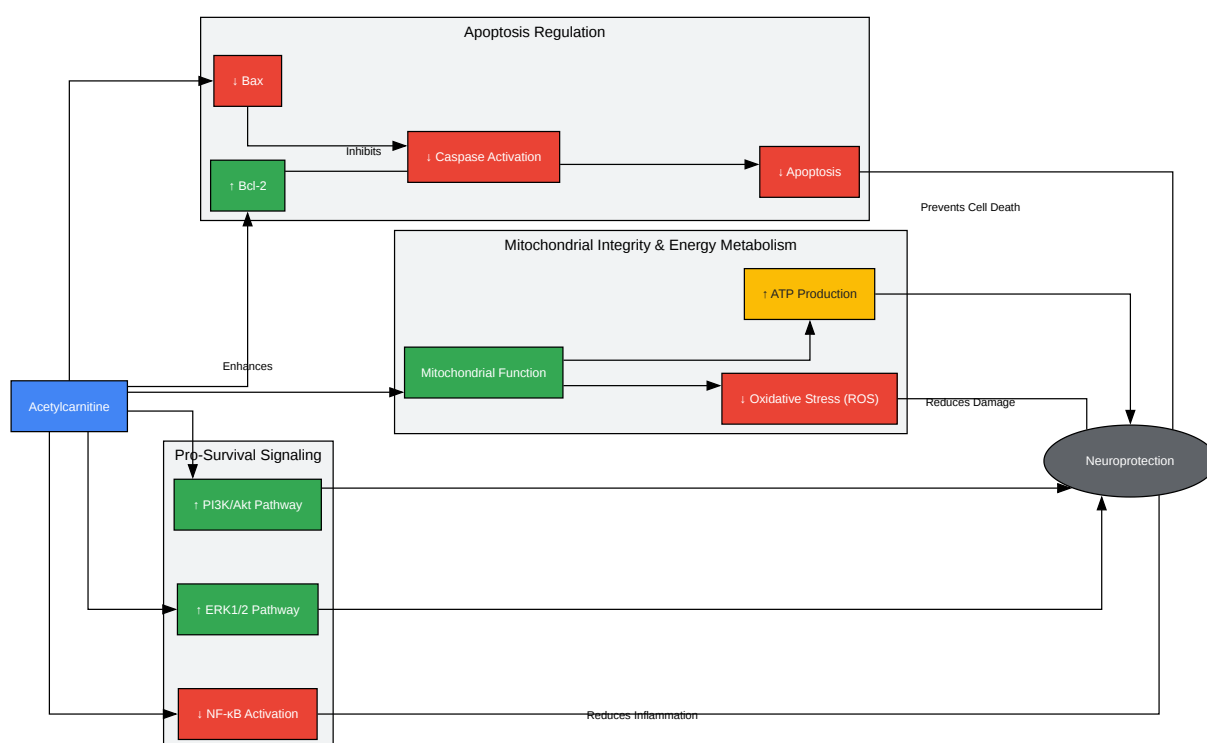 Apoptosis Regulation
↓ Bax
Inhibits
↓ Caspase Activation
↓ Apoptosis
↑ Bcl-2
Prevents Cell Death
Mitochondrial Integrity & Energy Metabolism
↑ ATP Production
Enhances
Mitochondrial Function
Acetylcarnitine
↓ Oxidative Stress (ROS)
Reduces Damage
Pro-Survival Signaling
Neuroprotection
↑ PI3K/Akt Pathway
↑ ERK1/2 Pathway
↓ NF-κB Activation
Reduces Inflammation